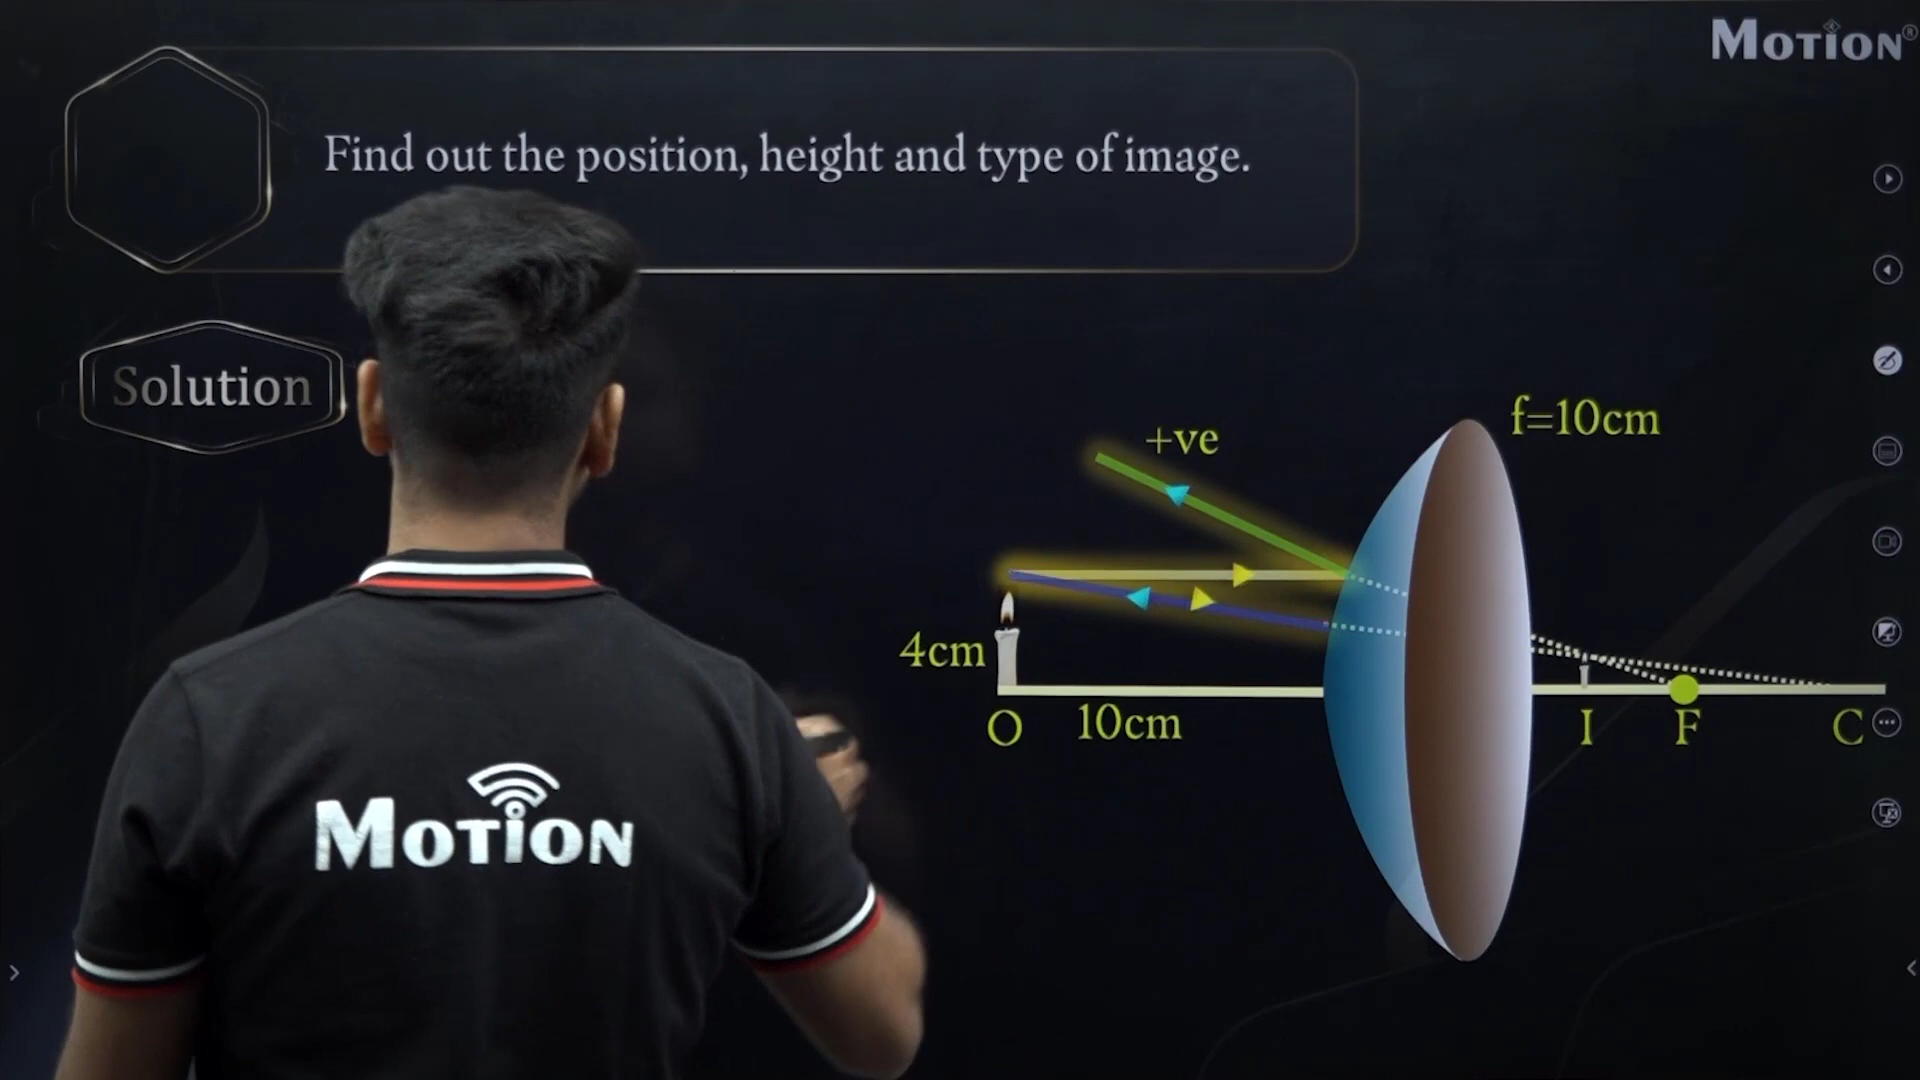 MOTION®
Find out the position, height and type of image.
Solution
f=10cm
+ve
4cm
O
10cm
I
F
C
MOTION